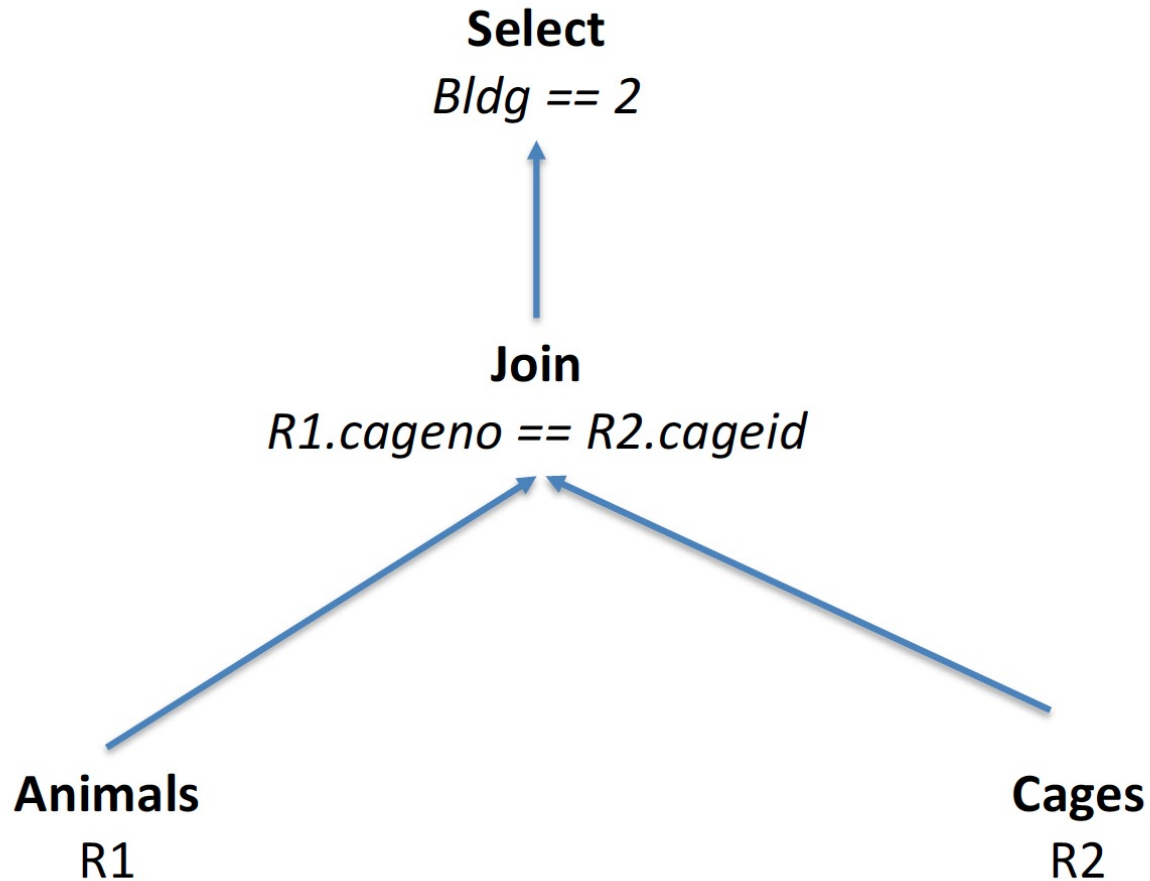 Select
Bldg == 2
Join
R1.cageno == R2.cageid
Animals
R1
Cages
R2